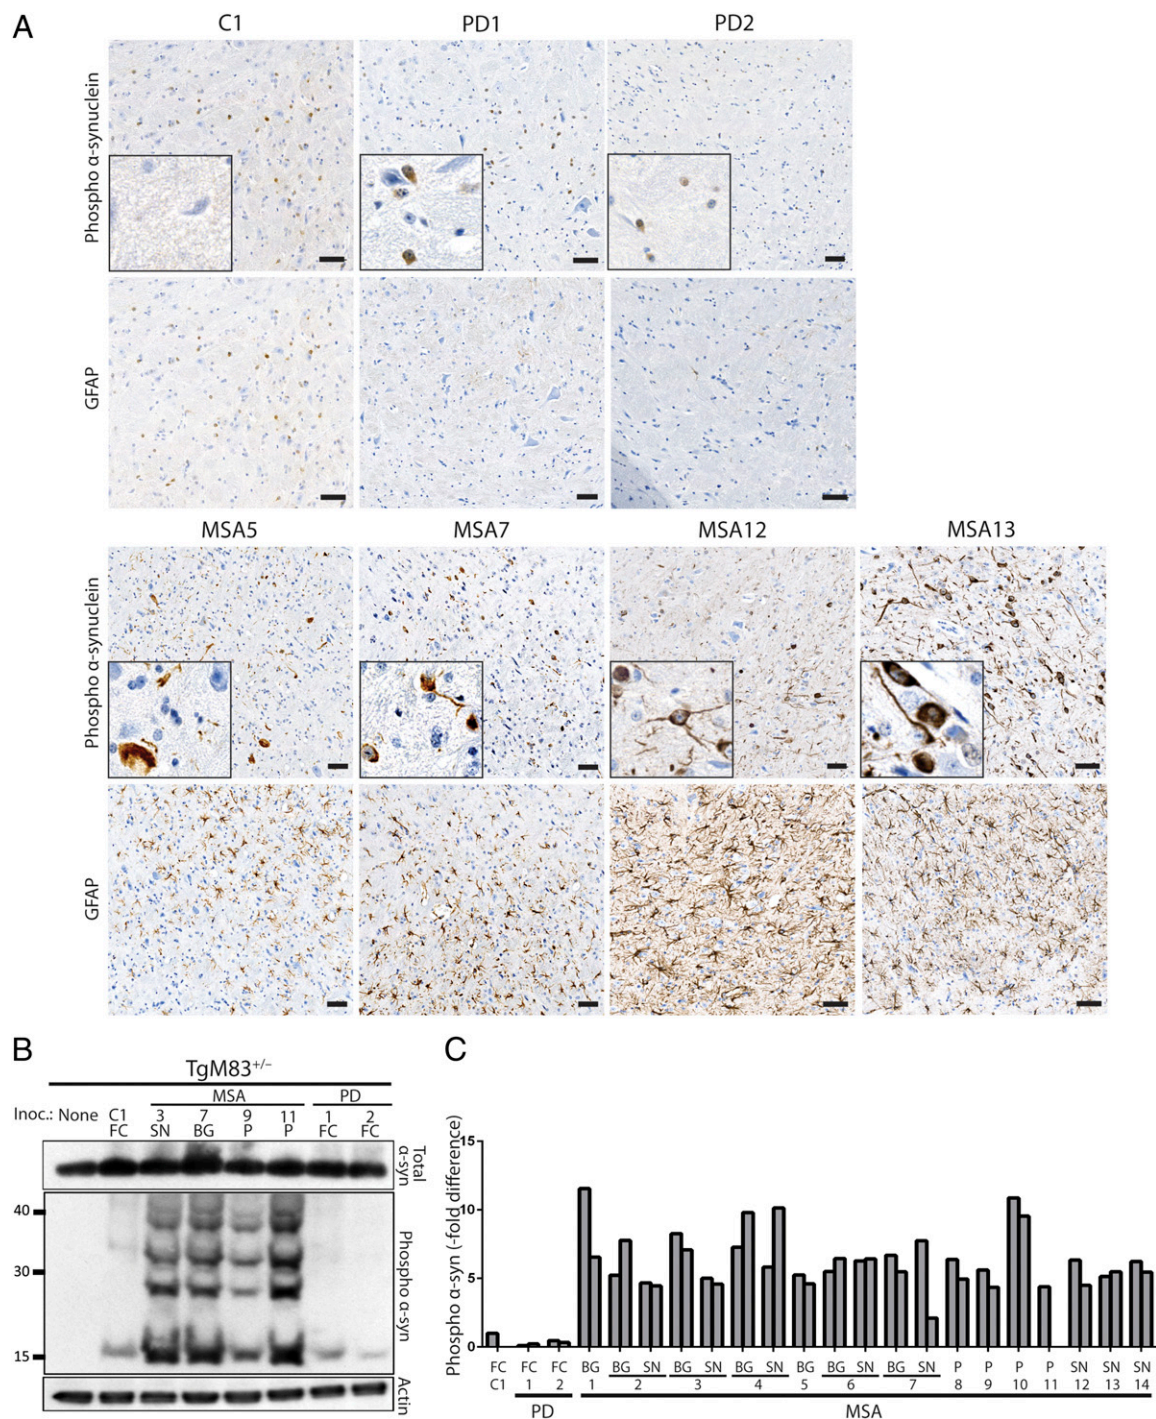 A
C1 PD1 PD2
Phospho α-synuclein
GFAP
MSA5 MSA7 MSA12 MSA13
Phospho α-synuclein
GFAP
B
TgM83+/–
MSA PD
Inoc.: None C1 3 7 9 11 1 2
FC SN BG P P FC FC
Total
α-syn
40
30
15
Phospho α-syn
Actin
C
Phospho α-syn (-fold difference)
15
10
5
0
FC FC FC BG BG SN BG SN BG SN BG BG SN BG SN P P P P SN SN SN
C1 1 2 1 2 3 4 5 6 7 8 9 10 11 12 13 14
PD MSA